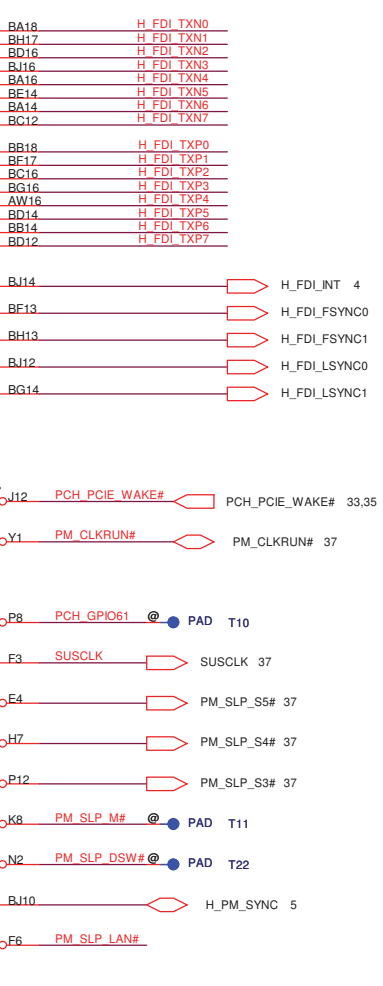 BA18 H_FDI_TXN0
BH17 H_FDI_TXN1
BD16 H_FDI_TXN2
BJ16 H_FDI_TXN3
BA16 H_FDI_TXN4
BE14 H_FDI_TXN5
BA14 H_FDI_TXN6
BC12 H_FDI_TXN7
BB18 H_FDI_TXP0
BF17 H_FDI_TXP1
BC16 H_FDI_TXP2
BG16 H_FDI_TXP3
AW16 H_FDI_TXP4
BD14 H_FDI_TXP5
BB14 H_FDI_TXP6
BD12 H_FDI_TXP7
BJ14 H_FDI_INT 4
BF13 H_FDI_FSYNC0
BH13 H_FDI_FSYNC1
BJ12 H_FDI_LSYNC0
BG14 H_FDI_LSYNC1
J12 PCH_PCIE_WAKE# PCH_PCIE_WAKE# 33,35
Y1 PM_CLKRUN# PM_CLKRUN# 37
P8 PCH_GPIO61 @ PAD T10
F3 SUSCLK SUSCLK 37
E4 PM_SLP_S5# 37
H7 PM_SLP_S4# 37
P12 PM_SLP_S3# 37
K8 PM_SLP_M# @ PAD T11
N2 PM_SLP_DSW# @ PAD T22
BJ10 H_PM_SYNC 5
F6 PM_SLP_LAN#